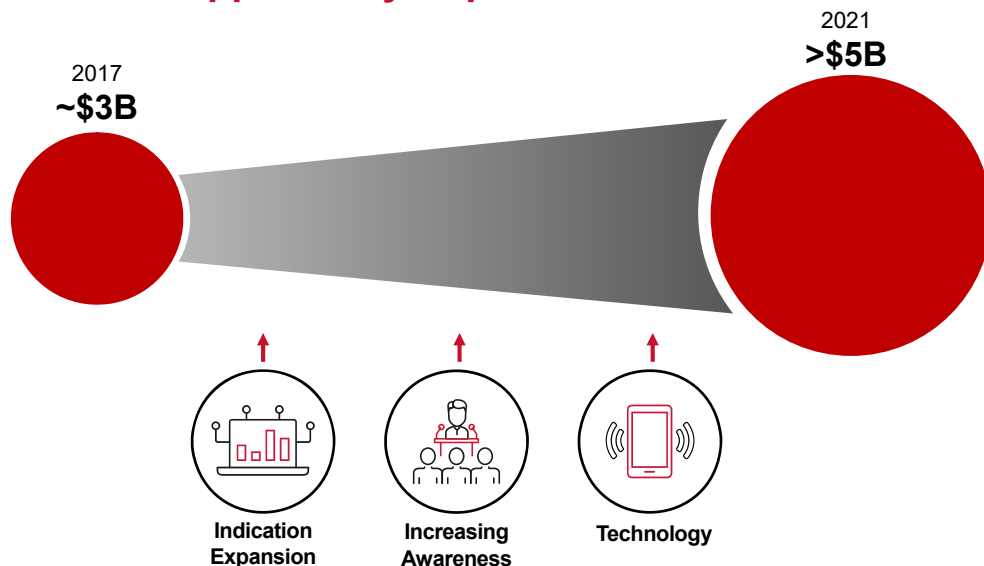 2021
>$5B
2017
~$3B
Indication
Expansion
Increasing
Awareness
Technology